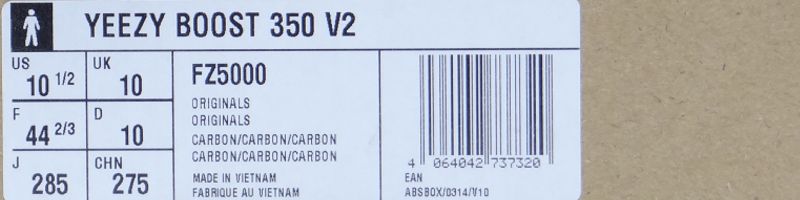 YEEZY BOOST 350 V2
US 10 1/2 UK 10
F 44 2/3 D 10
J 285 CHN 275
FZ5000
ORIGINALS
ORIGINALS
CARBON/CARBON/CARBON
CARBON/CARBON/CARBON
MADE IN VIETNAM
FABRIQUE AU VIETNAM
4 064042 737320
EAN
ABSBOX/0314/V10